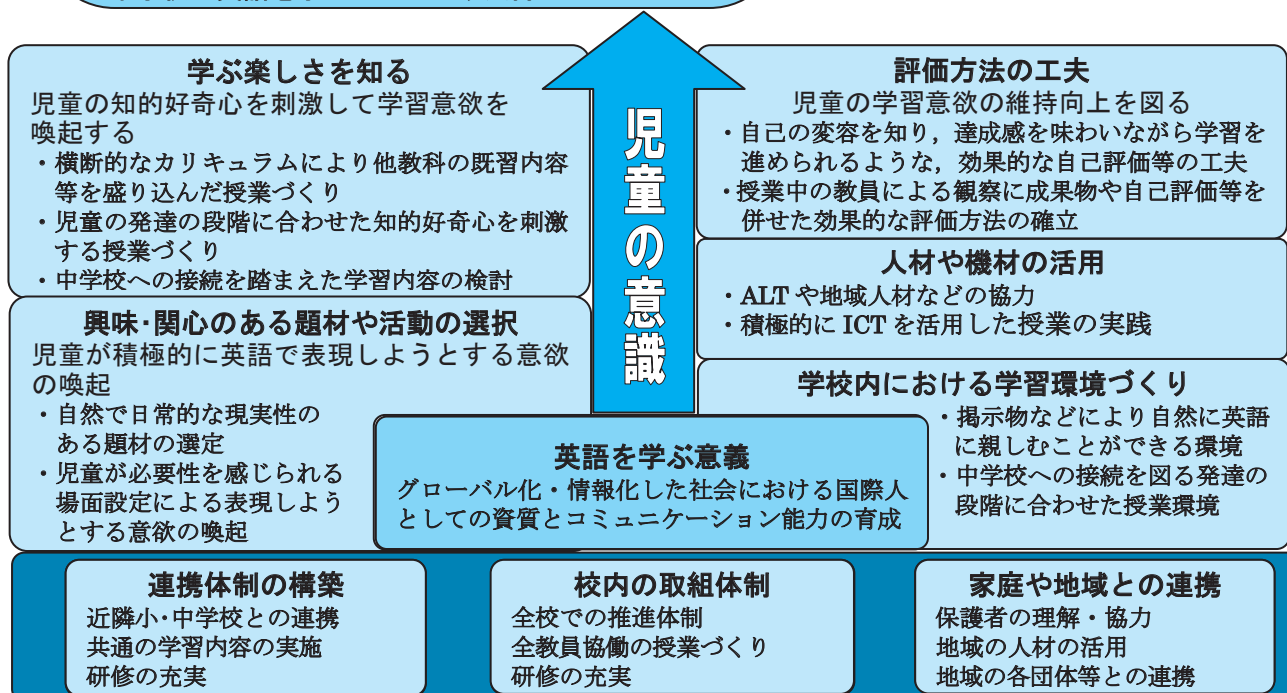 学ぶ楽しさを知る
児童の知的好奇心を刺激して学習意欲を
喚起する
・横断的なカリキュラムにより他教科の既習内容
等を盛り込んだ授業づくり
・児童の発達の段階に合わせた知的好奇心を刺激
する授業づくり
・中学校への接続を踏まえた学習内容の検討
興味・関心のある題材や活動の選択
児童が積極的に英語で表現しようとする意欲
の喚起
・自然で日常的な現実性の
ある題材の選定
・児童が必要性を感じられる
場面設定による表現しよう
とする意欲の喚起
児童の意識
評価方法の工夫
児童の学習意欲の維持向上を図る
・自己の変容を知り，達成感を味わいながら学習を
進められるような，効果的な自己評価等の工夫
・授業中の教員による観察に成果物や自己評価等を
併せた効果的な評価方法の確立
人材や機材の活用
・ALT や地域人材などの協力
・積極的に ICT を活用した授業の実践
学校内における学習環境づくり
・掲示物などにより自然に英語
に親しむことができる環境
・中学校への接続を図る発達の
段階に合わせた授業環境
英語を学ぶ意義
グローバル化・情報化した社会における国際人
としての資質とコミュニケーション能力の育成
連携体制の構築
近隣小・中学校との連携
共通の学習内容の実施
研修の充実
校内の取組体制
全校での推進体制
全教員協働の授業づくり
研修の充実
家庭や地域との連携
保護者の理解・協力
地域の人材の活用
地域の各団体等との連携